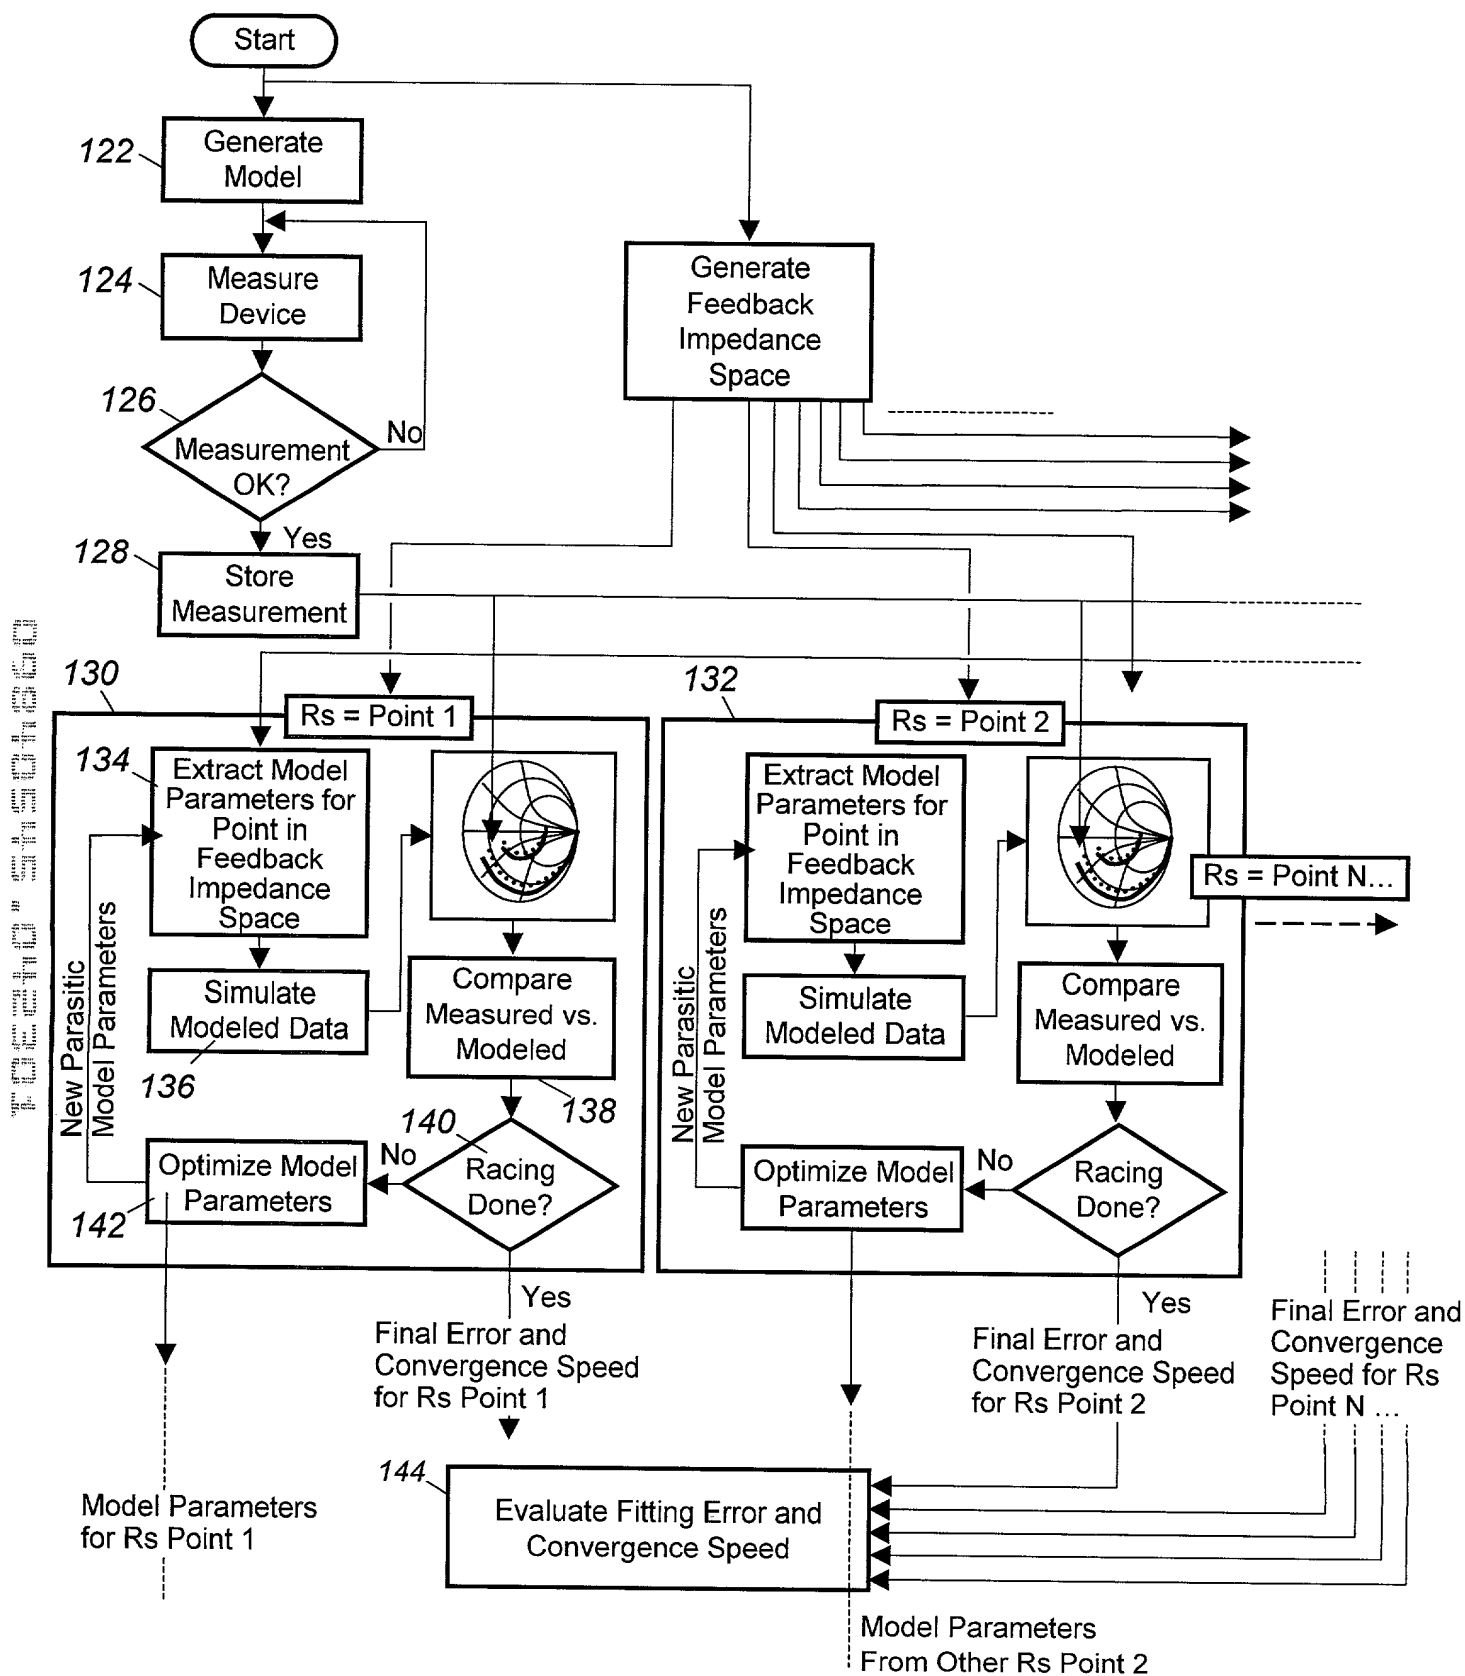 Start
122
Generate
Model
124
Measure
Device
Generate
Feedback
Impedance
Space
126
Measurement
OK?
No
Yes
128
Store
Measurement
130
Rs = Point 1
134
Extract Model
Parameters for
Point in
Feedback
Impedance
Space
Simulate
Modeled Data
136
Compare
Measured vs.
Modeled
138
140
Racing
Done?
No
Optimize Model
Parameters
142
New Parasitic
Model Parameters
132
Rs = Point 2
Extract Model
Parameters for
Point in
Feedback
Impedance
Space
Simulate
Modeled Data
Compare
Measured vs.
Modeled
Racing
Done?
No
Optimize Model
Parameters
New Parasitic
Model Parameters
Rs = Point N...
Yes
Final Error and
Convergence Speed
for Rs Point 1
Yes
Final Error and
Convergence Speed
for Rs Point 2
Final Error and
Convergence
Speed for Rs
Point N ...
144
Evaluate Fitting Error and
Convergence Speed
Model Parameters
for Rs Point 1
Model Parameters
From Other Rs Point 2